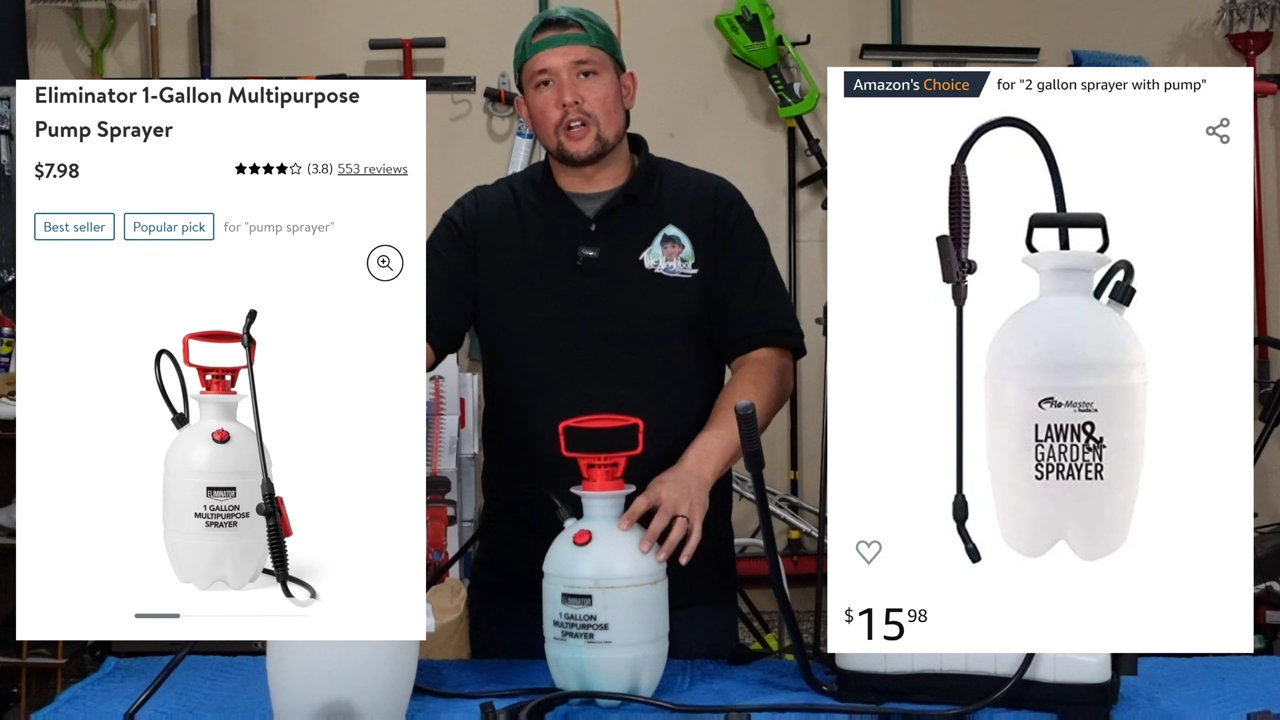 Eliminator 1-Gallon Multipurpose
Pump Sprayer
$7.98
(3.8) 553 reviews
Best seller
Popular pick
for "pump sprayer"
ELIMINATOR
1 GALLON
MULTIPURPOSE
SPRAYER
ELIMINATOR
1 GALLON
MULTIPURPOSE
SPRAYER
Amazon's Choice for "2 gallon sprayer with pump"
Flo-Master
LAWN &
GARDEN
SPRAYER
$15 98